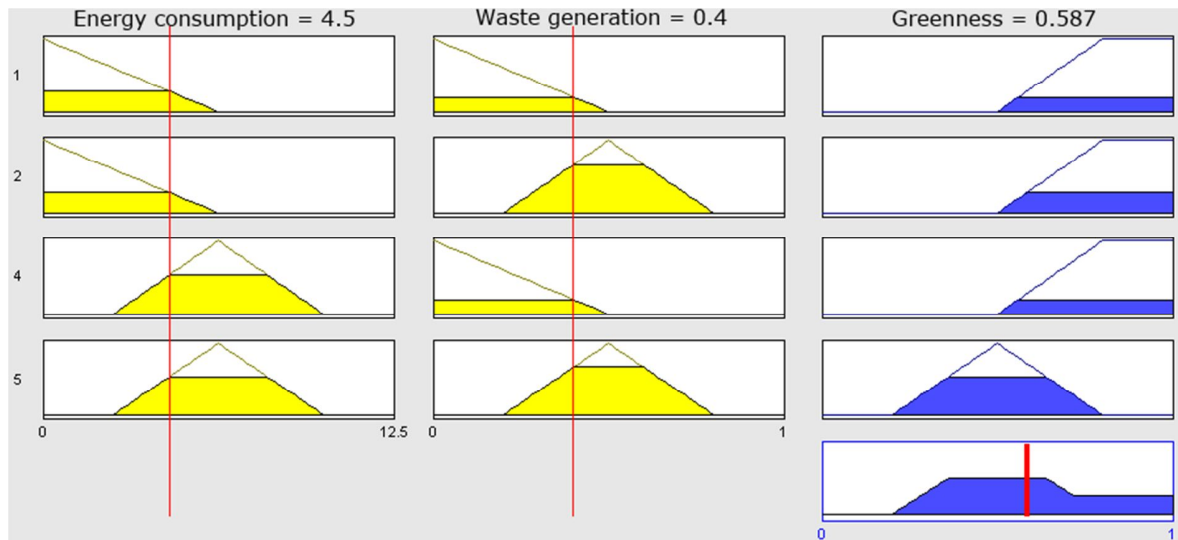 Energy consumption = 4.5 Waste generation = 0.4 Greenness = 0.587
1
2
4
5
0 12.5 0 1
0 1